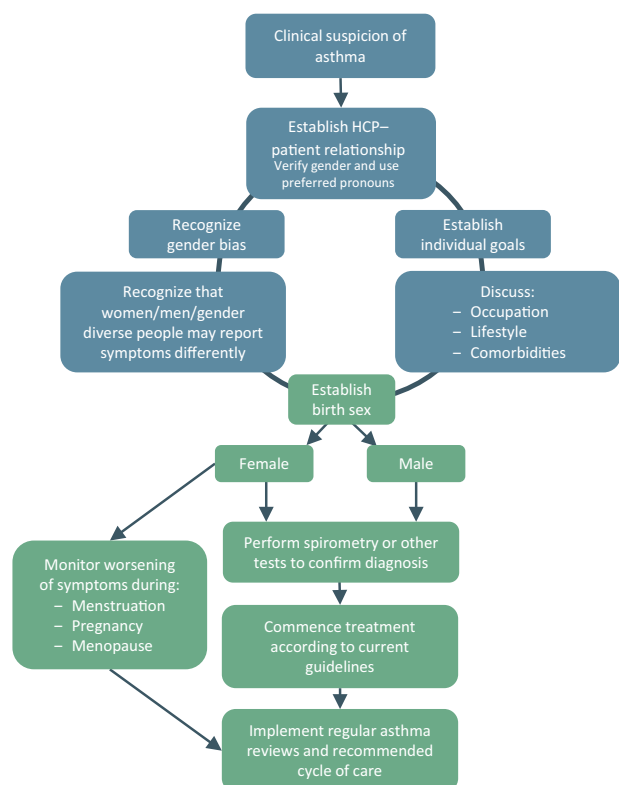 Clinical suspicion of
asthma
Establish HCP–
patient relationship
Verify gender and use
preferred pronouns
Recognize
gender bias
Establish
individual goals
Recognize that
women/men/gender
diverse people may report
symptoms differently
Discuss:
– Occupation
– Lifestyle
– Comorbidities
Establish
birth sex
Female
Male
Perform spirometry or other
tests to confirm diagnosis
Monitor worsening
of symptoms during:
– Menstruation
– Pregnancy
– Menopause
Commence treatment
according to current
guidelines
Implement regular asthma
reviews and recommended
cycle of care